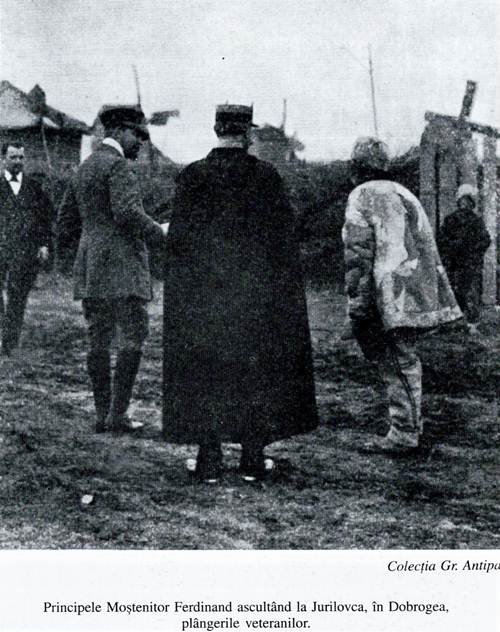 Colecția Gr. Antipa
Principele Moștenitor Ferdinand ascultând la Jurilovca, în Dobrogea,
plângerile veteranilor.